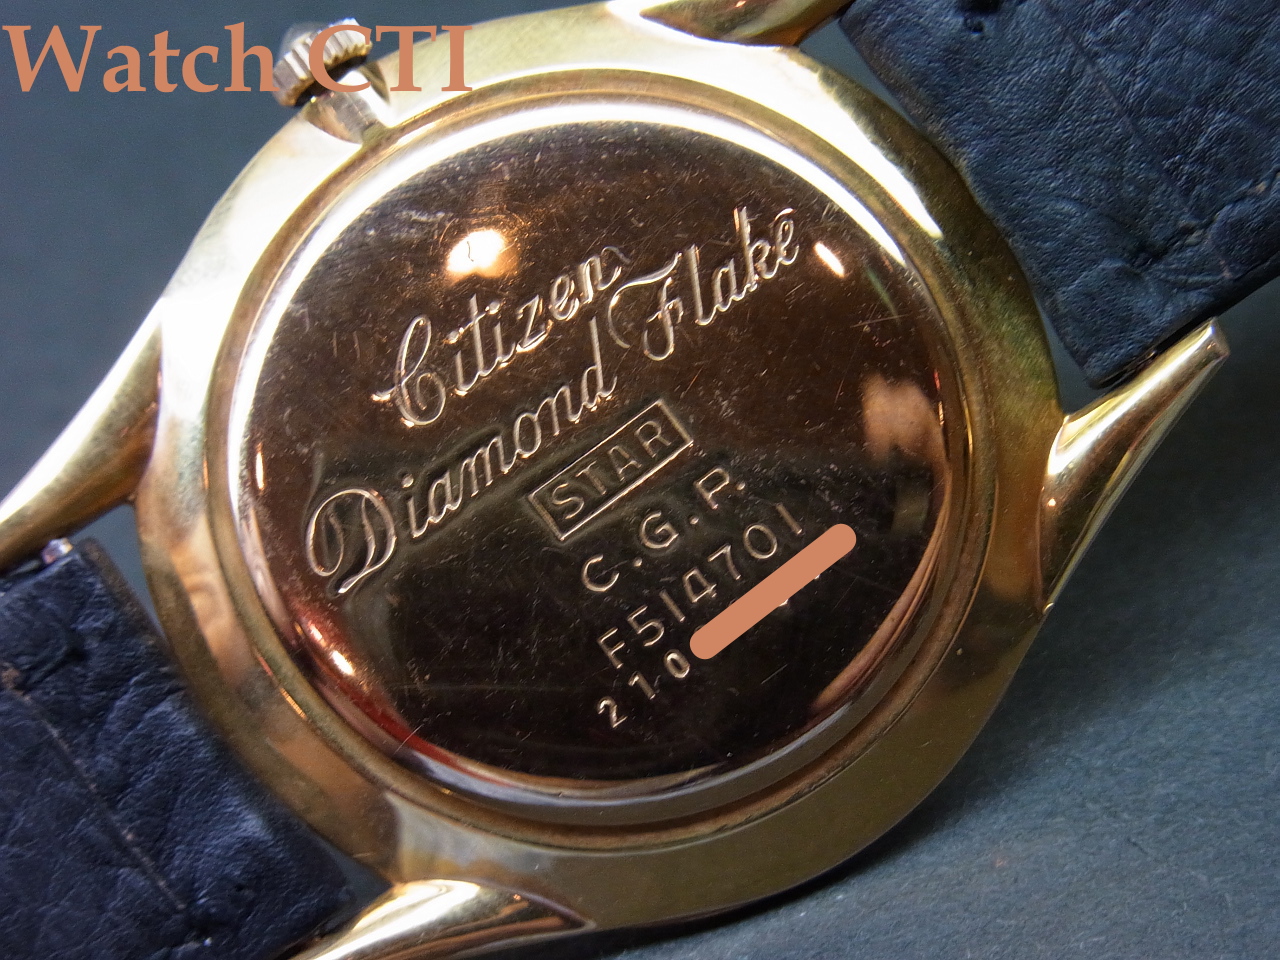 Watch CTI
Citizen
Diamond Flake
STAR
C.G.P.
F514701
210